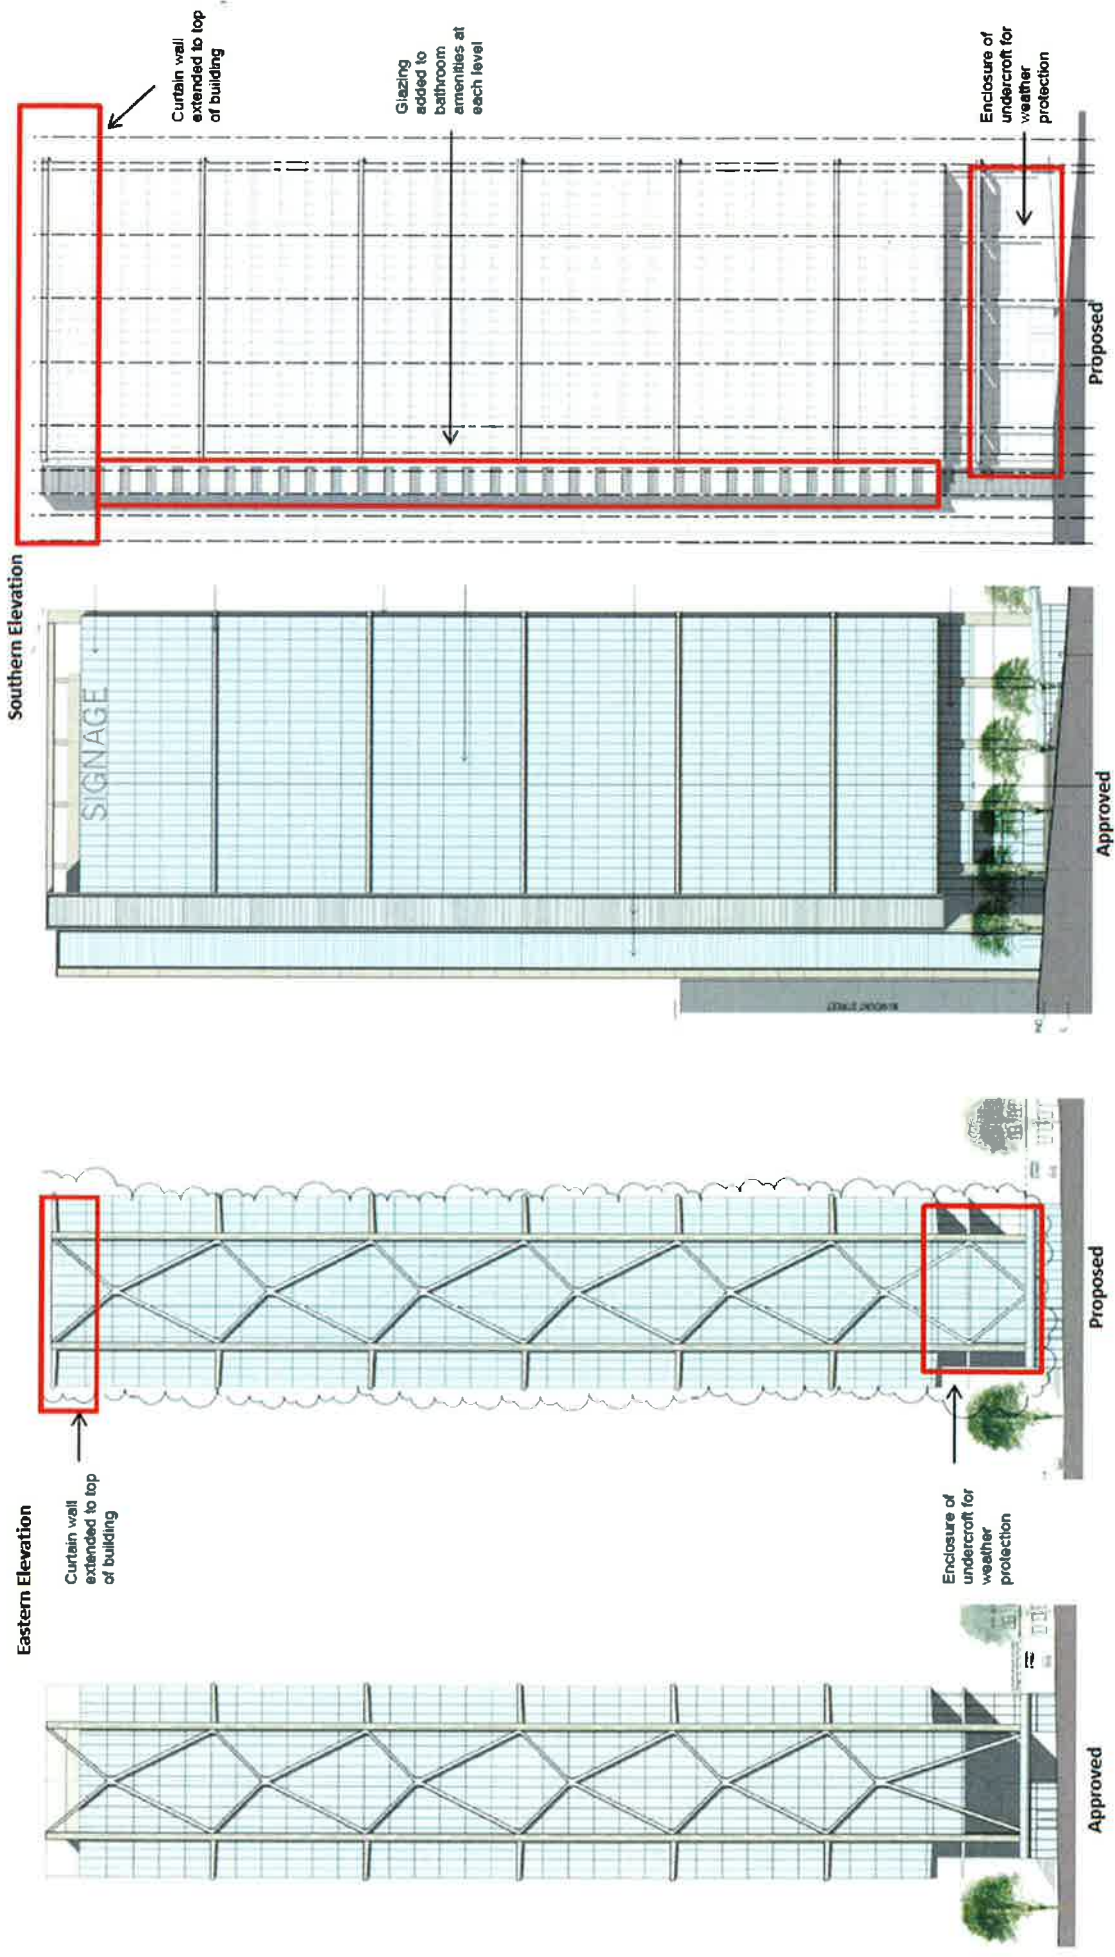 Eastern Elevation
Curtain wall
extended to top
of building
Enclosure of
undercroft for
weather
protection
Approved
Proposed
Southern Elevation
SIGNAGE
Approved
Curtain wall
extended to top
of building
Glazing
added to
bathroom
amenities at
each level
Enclosure of
undercroft for
weather
protection
Proposed